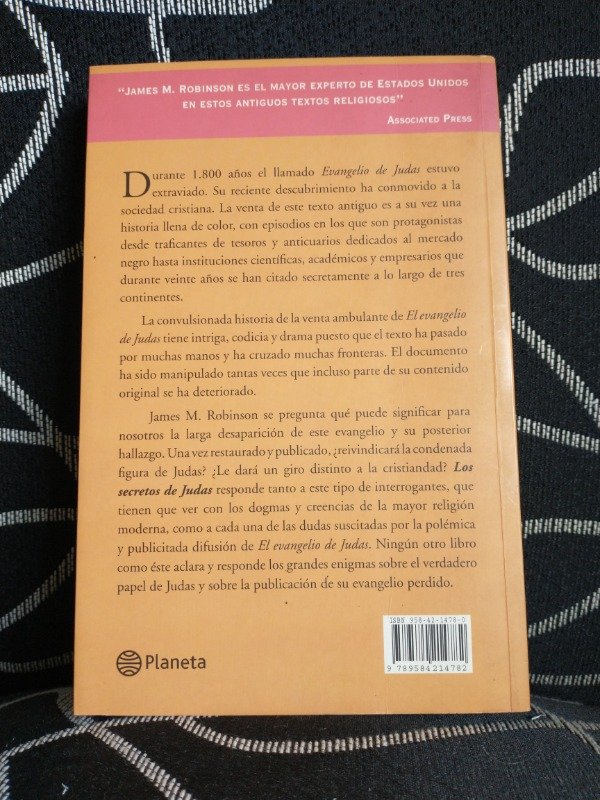 “JAMES M. ROBINSON ES EL MAYOR EXPERTO DE ESTADOS UNIDOS
EN ESTOS ANTIGUOS TEXTOS RELIGIOSOS”
ASSOCIATED PRESS
Durante 1.800 años el llamado Evangelio de Judas estuvo
extraviado. Su reciente descubrimiento ha conmovido a la
sociedad cristiana. La venta de este texto antiguo es a su vez una
historia llena de color, con episodios en los que son protagonistas
desde traficantes de tesoros y anticuarios dedicados al mercado
negro hasta instituciones científicas, académicos y empresarios que
durante veinte años se han citado secretamente a lo largo de tres
continentes.
La convulsionada historia de la venta ambulante de El evangelio
de Judas tiene intriga, codicia y drama puesto que el texto ha pasado
por muchas manos y ha cruzado muchas fronteras. El documento
ha sido manipulado tantas veces que incluso parte de su contenido
original se ha deteriorado.
James M. Robinson se pregunta qué puede significar para
nosotros la larga desaparición de este evangelio y su posterior
hallazgo. Una vez restaurado y publicado, ¿reivindicará la condenada
figura de Judas? ¿Le dará un giro distinto a la cristiandad? Los
secretos de Judas responde tanto a este tipo de interrogantes, que
tienen que ver con los dogmas y creencias de la mayor religión
moderna, como a cada una de las dudas suscitadas por la polémica
y publicitada difusión de El evangelio de Judas. Ningún otro libro
como éste aclara y responde los grandes enigmas sobre el verdadero
papel de Judas y sobre la publicación de su evangelio perdido.
Planeta
ISBN 958-42-1478-0
9 789584 214782